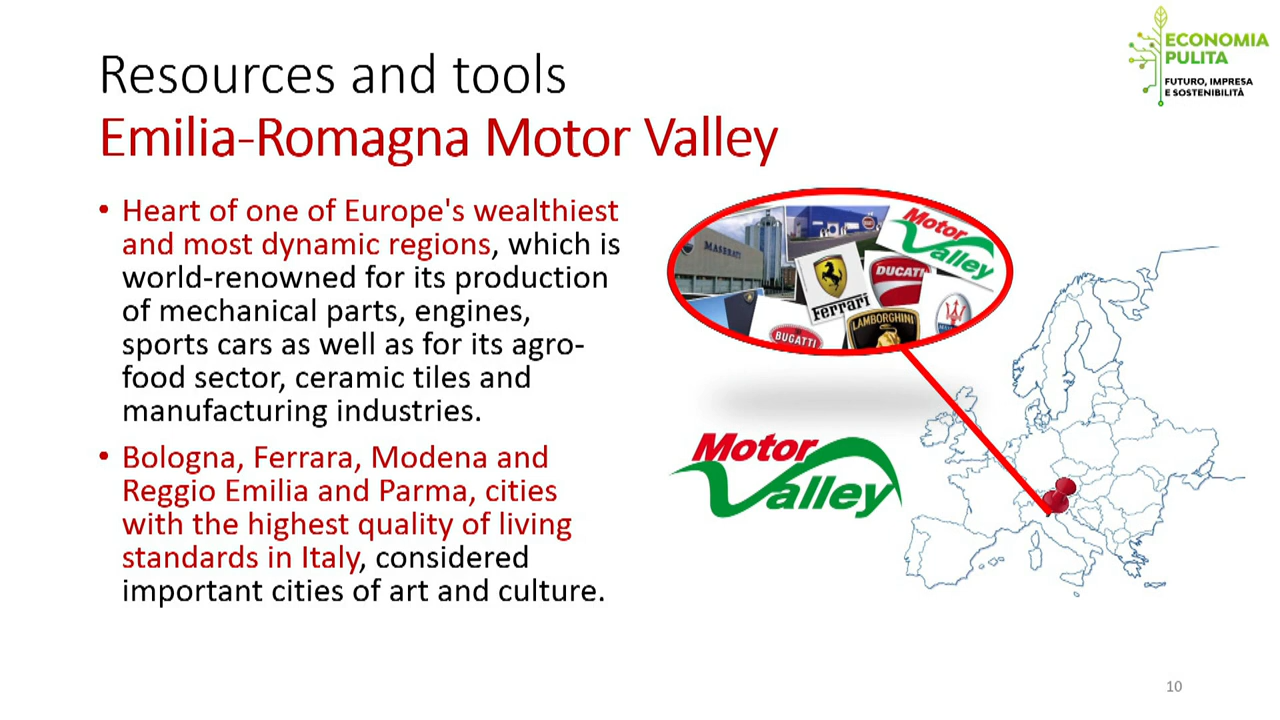 ECONOMIA
PULITA
FUTURO, IMPRESA
E SOSTENIBILITÀ
Resources and tools
Emilia-Romagna Motor Valley
• Heart of one of Europe's wealthiest
and most dynamic regions, which is
world-renowned for its production
of mechanical parts, engines,
sports cars as well as for its agro-
food sector, ceramic tiles and
manufacturing industries.
• Bologna, Ferrara, Modena and
Reggio Emilia and Parma, cities
with the highest quality of living
standards in Italy, considered
important cities of art and culture.
MASERATI
Motor
Valley
Ferrari
DUCATI
BUGATTI
LAMBORGHINI
Motor
Valley
10